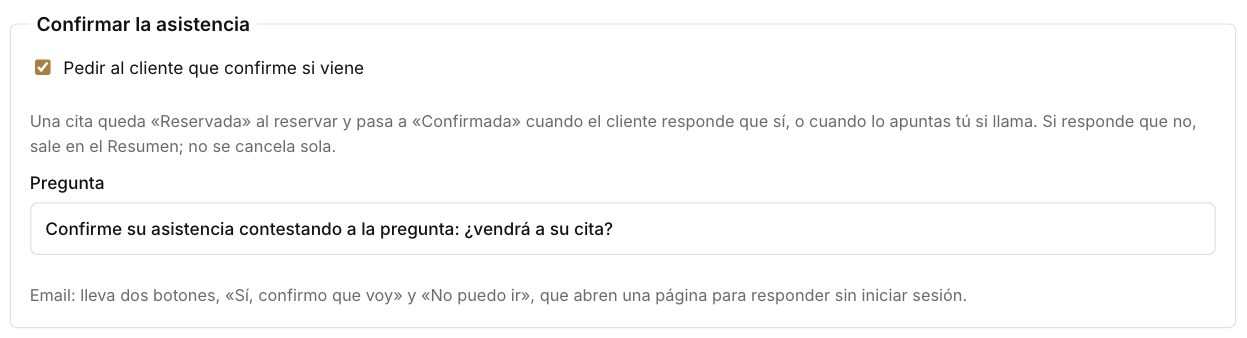 Confirmar la asistencia
Pedir al cliente que confirme si viene
Una cita queda «Reservada» al reservar y pasa a «Confirmada» cuando el cliente responde que sí, o cuando lo apuntas tú si llama. Si responde que no,
sale en el Resumen; no se cancela sola.
Pregunta
Confirme su asistencia contestando a la pregunta: ¿vendrá a su cita?
Email: lleva dos botones, «Sí, confirmo que voy» y «No puedo ir», que abren una página para responder sin iniciar sesión.